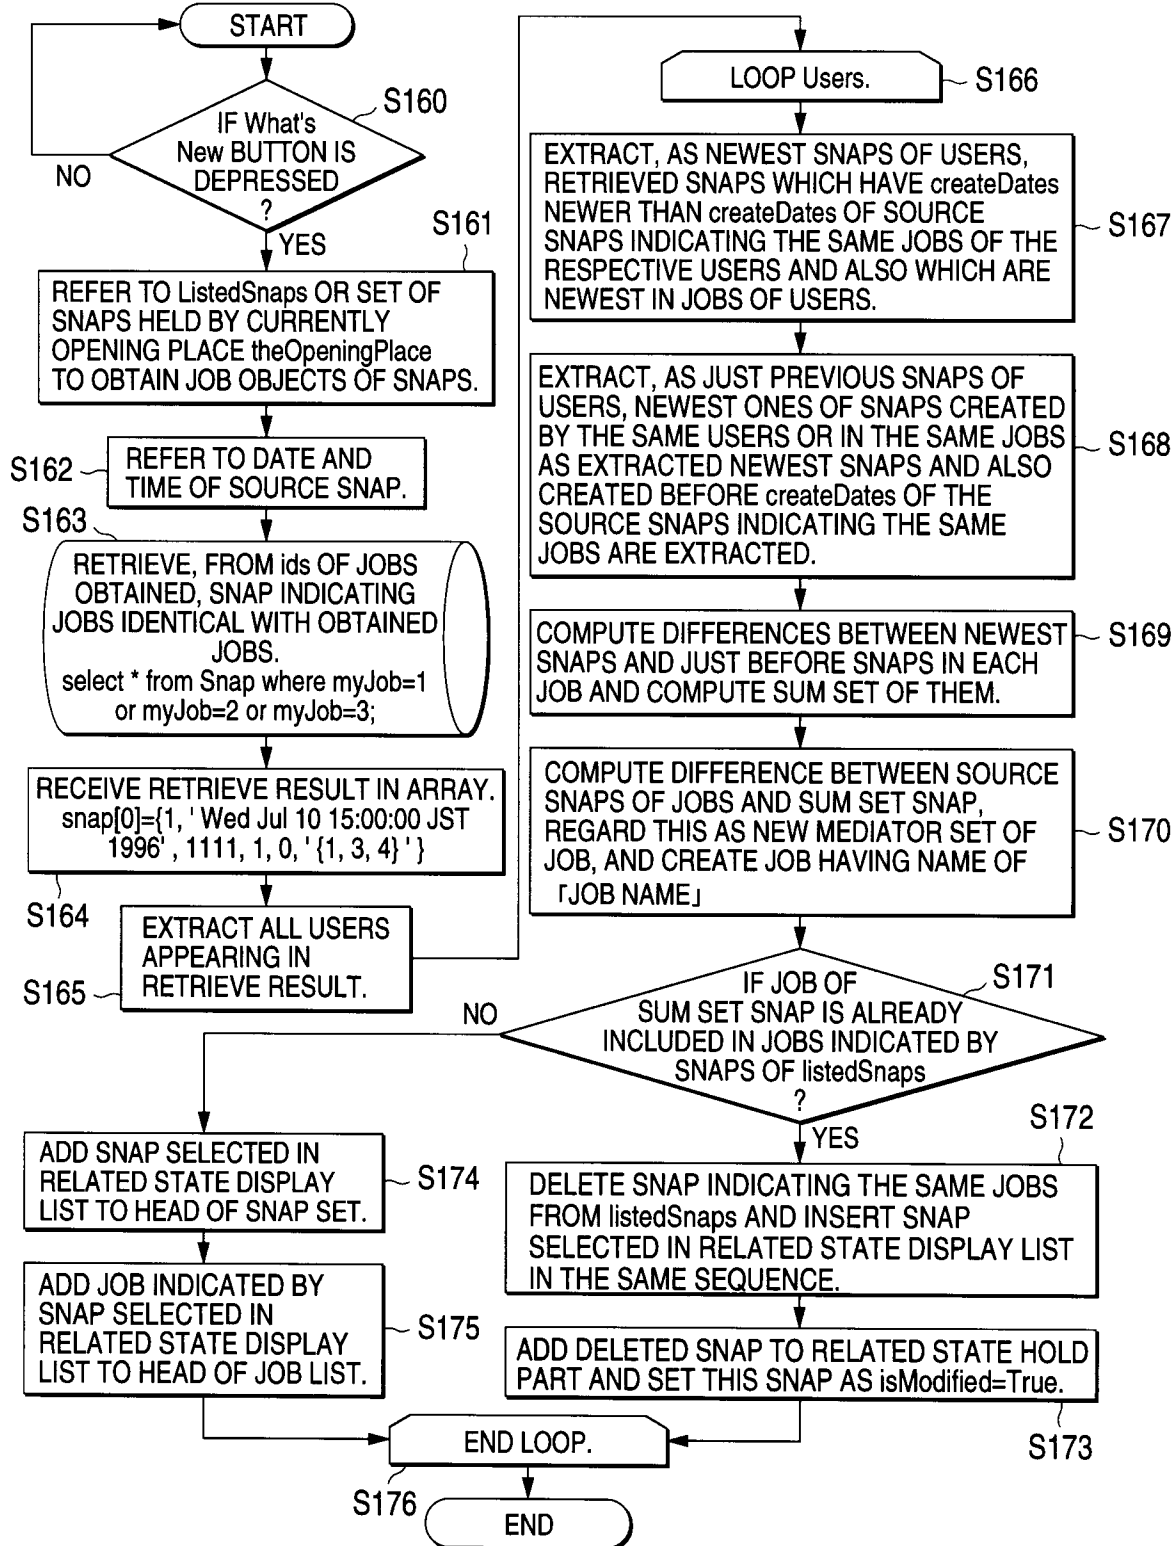 START
S160
IF What's
New BUTTON IS
DEPRESSED
?
NO
YES
S161
REFER TO ListedSnaps OR SET OF
SNAPS HELD BY CURRENTLY
OPENING PLACE theOpeningPlace
TO OBTAIN JOB OBJECTS OF SNAPS.
S162
REFER TO DATE AND
TIME OF SOURCE SNAP.
S163
RETRIEVE, FROM ids OF JOBS
OBTAINED, SNAP INDICATING
JOBS IDENTICAL WITH OBTAINED
JOBS.
select * from Snap where myJob=1
or myJob=2 or myJob=3;
RECEIVE RETRIEVE RESULT IN ARRAY.
snap[0]={1, ' Wed Jul 10 15:00:00 JST
1996' , 1111, 1, 0, ' {1, 3, 4} ' }
S164
EXTRACT ALL USERS
APPEARING IN
RETRIEVE RESULT.
S165
LOOP Users.
S166
EXTRACT, AS NEWEST SNAPS OF USERS,
RETRIEVED SNAPS WHICH HAVE createDates
NEWER THAN createDates OF SOURCE
SNAPS INDICATING THE SAME JOBS OF THE
RESPECTIVE USERS AND ALSO WHICH ARE
NEWEST IN JOBS OF USERS.
S167
EXTRACT, AS JUST PREVIOUS SNAPS OF
USERS, NEWEST ONES OF SNAPS CREATED
BY THE SAME USERS OR IN THE SAME JOBS
AS EXTRACTED NEWEST SNAPS AND ALSO
CREATED BEFORE createDates OF THE
SOURCE SNAPS INDICATING THE SAME
JOBS ARE EXTRACTED.
S168
COMPUTE DIFFERENCES BETWEEN NEWEST
SNAPS AND JUST BEFORE SNAPS IN EACH
JOB AND COMPUTE SUM SET OF THEM.
S169
COMPUTE DIFFERENCE BETWEEN SOURCE
SNAPS OF JOBS AND SUM SET SNAP,
REGARD THIS AS NEW MEDIATOR SET OF
JOB, AND CREATE JOB HAVING NAME OF
「JOB NAME」
S170
S171
IF JOB OF
SUM SET SNAP IS ALREADY
INCLUDED IN JOBS INDICATED BY
SNAPS OF listedSnaps
?
NO
YES
S172
DELETE SNAP INDICATING THE SAME JOBS
FROM listedSnaps AND INSERT SNAP
SELECTED IN RELATED STATE DISPLAY LIST
IN THE SAME SEQUENCE.
ADD DELETED SNAP TO RELATED STATE HOLD
PART AND SET THIS SNAP AS isModified=True.
S173
ADD SNAP SELECTED IN
RELATED STATE DISPLAY
LIST TO HEAD OF SNAP SET.
S174
ADD JOB INDICATED BY
SNAP SELECTED IN
RELATED STATE DISPLAY
LIST TO HEAD OF JOB LIST.
S175
END LOOP.
S176
END